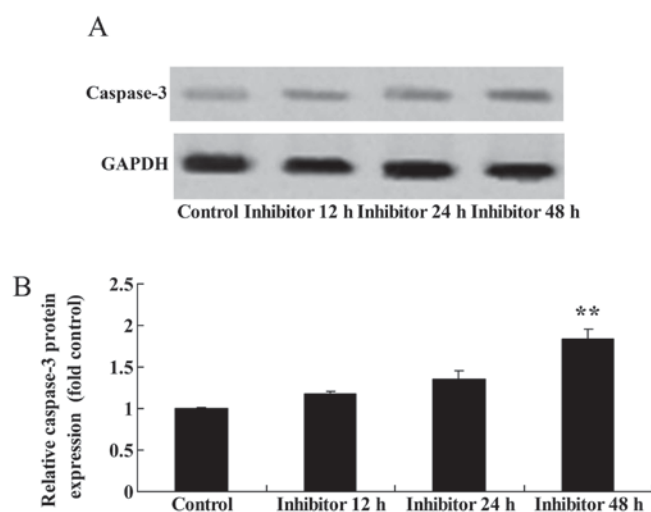 A
Caspase-3
GAPDH
Control Inhibitor 12 h Inhibitor 24 h Inhibitor 48 h
B
Relative caspase-3 protein
expression (fold control)
2.5
2
1.5
1
0.5
0
**
Control Inhibitor 12 h Inhibitor 24 h Inhibitor 48 h